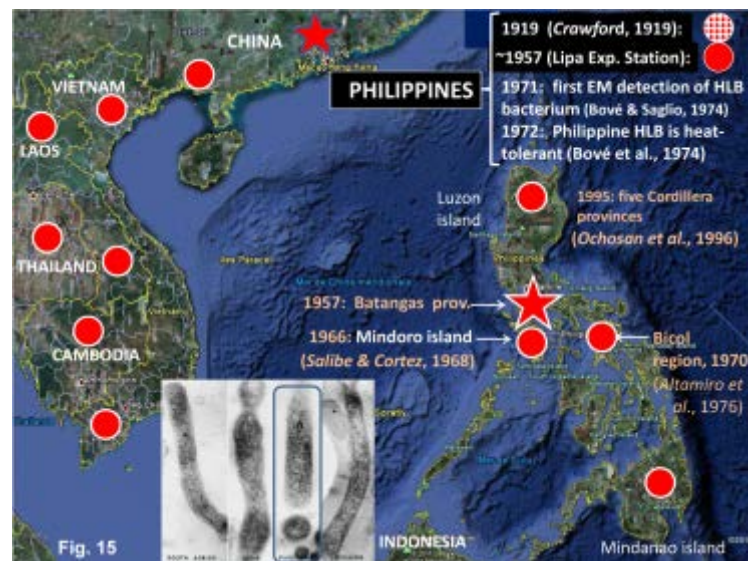 1919 (Crawford, 1919):
~1957 (Lipa Exp. Station):
PHILIPPINES
1971: first EM detection of HLB
bacterium (Bové & Saglio, 1974)
1972: Philippine HLB is heat-
tolerant (Bové et al., 1974)
CHINA
VIETNAM
LAOS
THAILAND
CAMBODIA
Luzon
island
1995: five Cordillera
provinces
(Ochosan et al., 1996)
Philippines
1957: Batangas prov.
1966: Mindoro island
(Salibe & Cortez, 1968)
Bicol
region, 1970
(Altamiro et
al., 1976)
Fig. 15
SOUTH AFRICA
INDONESIA
Mindanao island